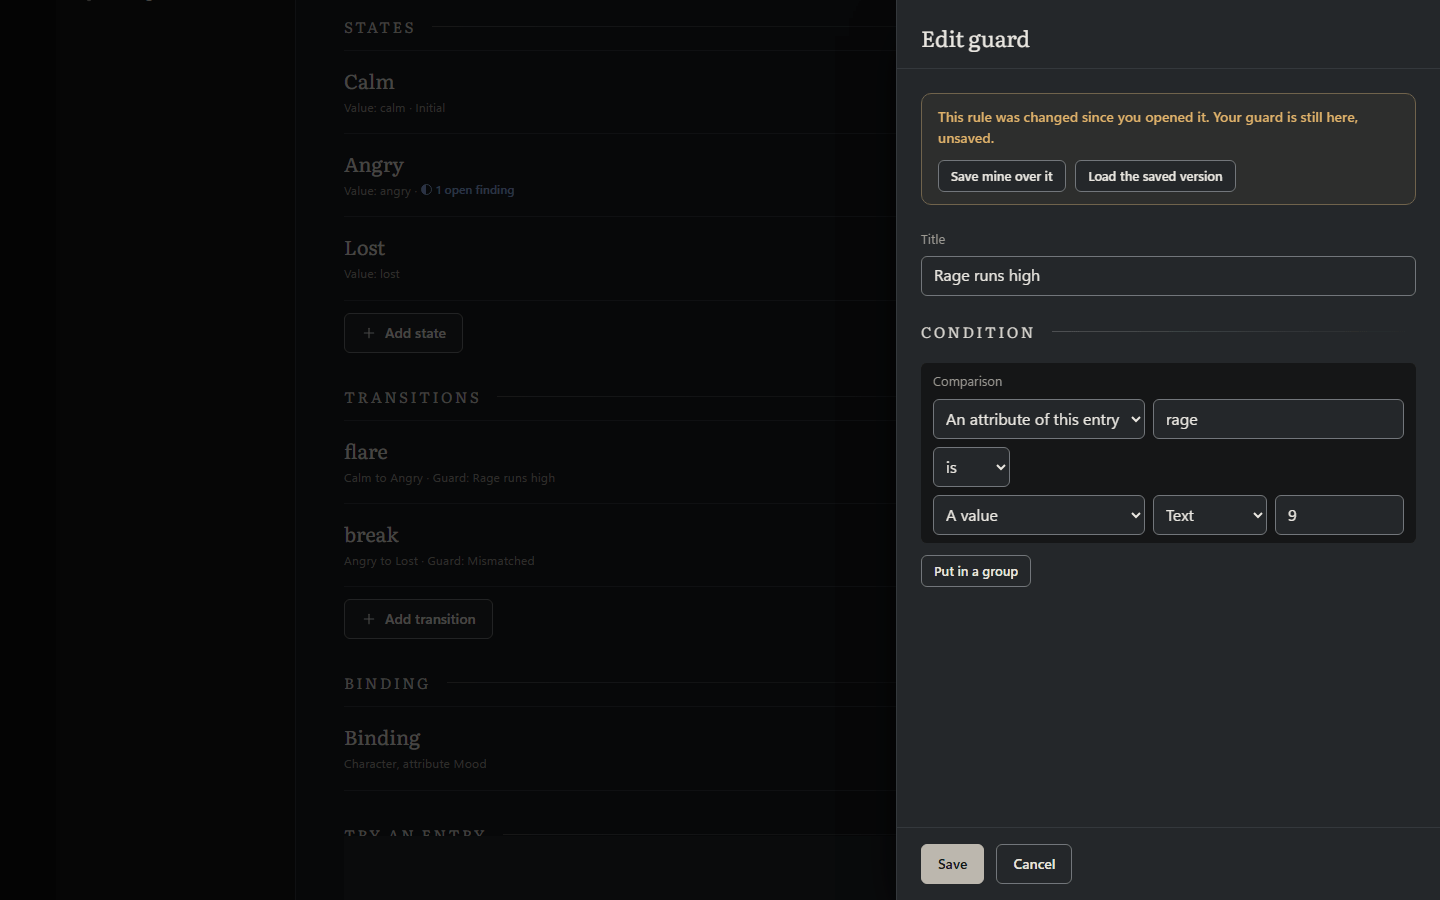 STATES
Calm
Value: calm · Initial
Angry
Value: angry · 1 open finding
Lost
Value: lost
+ Add state
TRANSITIONS
flare
Calm to Angry · Guard: Rage runs high
break
Angry to Lost · Guard: Mismatched
+ Add transition
BINDING
Binding
Character, attribute Mood
TRY AN ENTRY
Edit guard
This rule was changed since you opened it. Your guard is still here,
unsaved.
Save mine over it Load the saved version
Title
Rage runs high
CONDITION
Comparison
An attribute of this entry rage
is
A value Text 9
Put in a group
Save Cancel